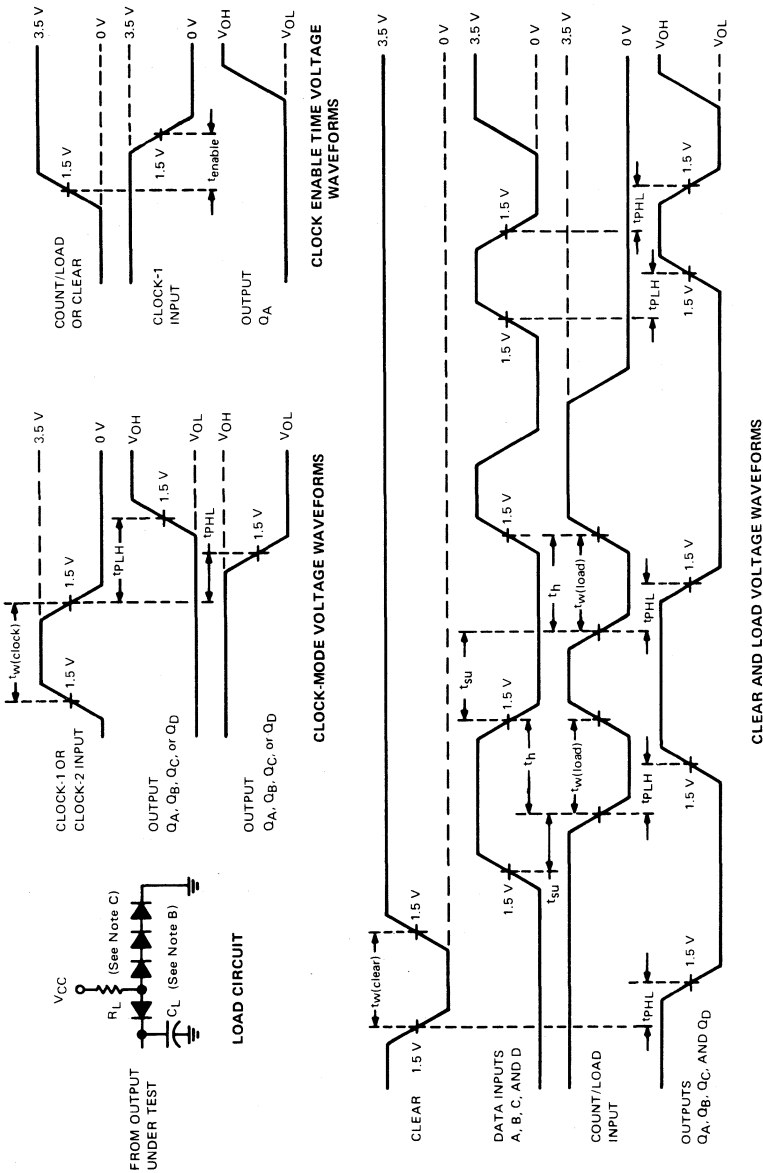 FROM OUTPUT
UNDER TEST
VCC
RL
(See Note C)
CL
(See Note B)
LOAD CIRCUIT
CLOCK-1 OR
CLOCK-2 INPUT
tw(clock)
1.5 V
1.5 V
3.5 V
0 V
OUTPUT
QA, QB, QC, or QD
tPLH
1.5 V
VOH
VOL
OUTPUT
QA, QB, QC, or QD
tPHL
1.5 V
VOH
VOL
CLOCK-MODE VOLTAGE WAVEFORMS
COUNT/LOAD
OR CLEAR
1.5 V
3.5 V
0 V
CLOCK-1
INPUT
1.5 V
3.5 V
0 V
tenable
OUTPUT
QA
VOH
VOL
CLOCK ENABLE TIME VOLTAGE
WAVEFORMS
CLEAR
1.5 V
tw(clear)
1.5 V
3.5 V
0 V
DATA INPUTS
A, B, C, AND D
1.5 V
1.5 V
1.5 V
1.5 V
1.5 V
3.5 V
0 V
tsu
th
tsu
th
COUNT/LOAD
INPUT
tw(load)
tw(load)
3.5 V
0 V
OUTPUTS
QA, QB, QC, AND QD
tPHL
1.5 V
tPLH
1.5 V
tPHL
1.5 V
tPLH
1.5 V
tPHL
1.5 V
VOH
VOL
CLEAR AND LOAD VOLTAGE WAVEFORMS